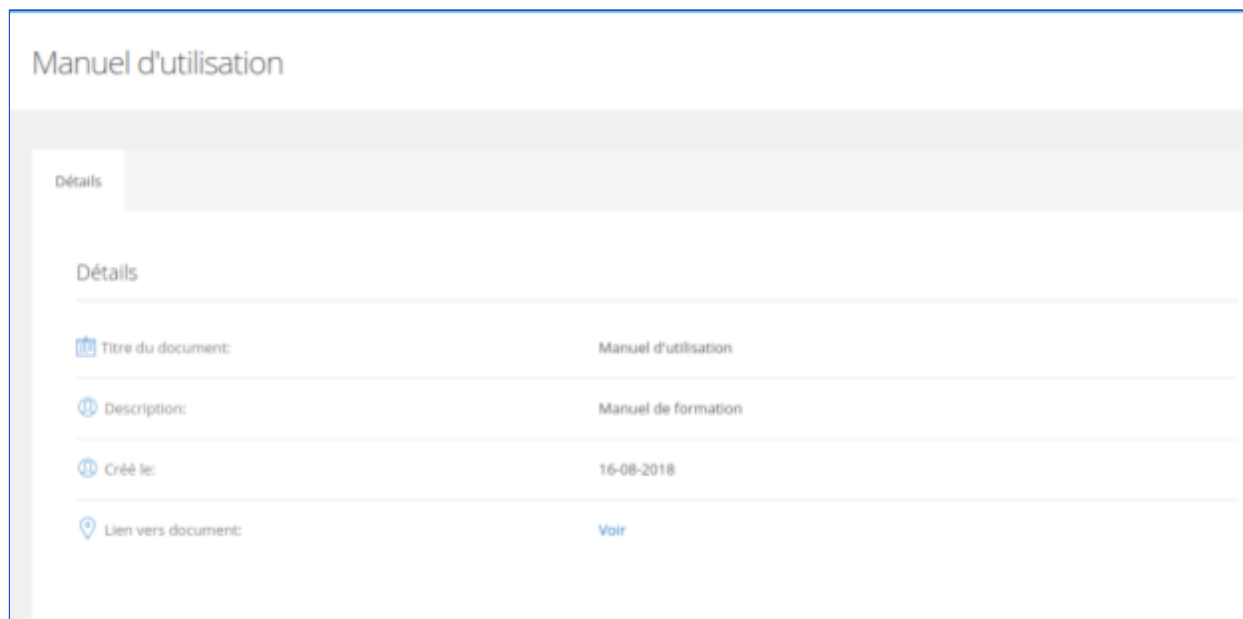 Manuel d'utilisation
Détails
Détails
Titre du document: Manuel d'utilisation
Description: Manuel de formation
Créé le: 16-08-2018
Lien vers document: Voir